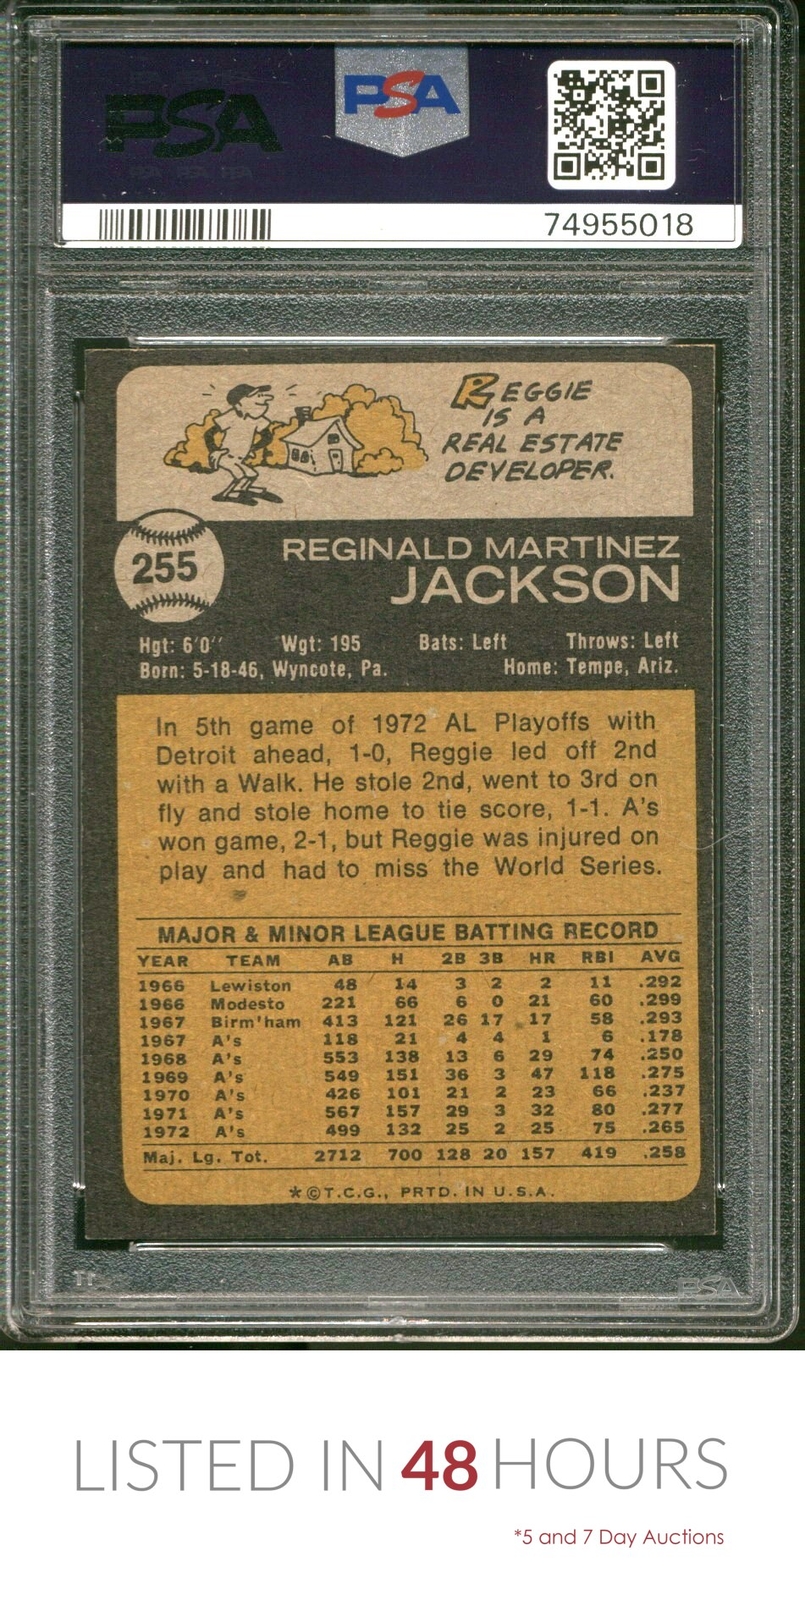 PSA
PSA
PSA PSA PSA
74955018
REGGIE
IS A
REAL ESTATE
DEVELOPER.
255
REGINALD MARTINEZ
JACKSON
Hgt: 6'0" Wgt: 195 Bats: Left Throws: Left
Born: 5-18-46, Wyncote, Pa. Home: Tempe, Ariz.
In 5th game of 1972 AL Playoffs with
Detroit ahead, 1-0, Reggie led off 2nd
with a Walk. He stole 2nd, went to 3rd on
fly and stole home to tie score, 1-1. A's
won game, 2-1, but Reggie was injured on
play and had to miss the World Series.
MAJOR & MINOR LEAGUE BATTING RECORD
YEAR TEAM AB H 2B 3B HR RBI AVG
1966 Lewiston 48 14 3 2 2 11 .292
1966 Modesto 221 66 6 0 21 60 .299
1967 Birm'ham 413 121 26 17 17 58 .293
1967 A's 118 21 4 4 1 6 .178
1968 A's 553 138 13 6 29 74 .250
1969 A's 549 151 36 3 47 118 .275
1970 A's 426 101 21 2 23 66 .237
1971 A's 567 157 29 3 32 80 .277
1972 A's 499 132 25 2 25 75 .265
Maj. Lg. Tot. 2712 700 128 20 157 419 .258
*©T.C.G., PRTD. IN U.S.A.
PSA
LISTED IN 48 HOURS
*5 and 7 Day Auctions